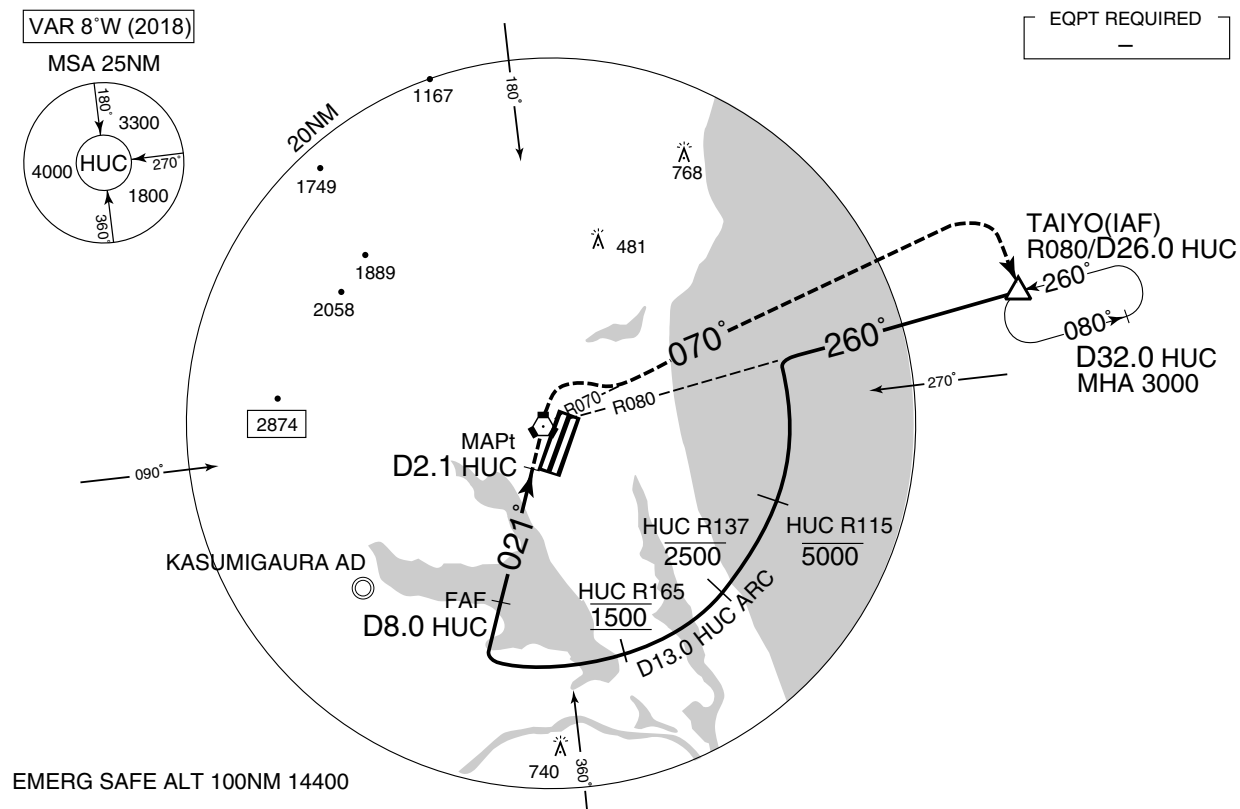 VAR 8°W (2018)
MSA 25NM
180°
3300
HUC
270°
4000
1800
360°
EQPT REQUIRED
–
180°
1167
20NM
1749
768
481
1889
2058
TAIYO(IAF)
R080/D26.0 HUC
260°
080°
D32.0 HUC
MHA 3000
070°
260°
270°
R070
R080
2874
MAPt
D2.1 HUC
090°
021°
HUC R137
2500
HUC R115
5000
KASUMIGAURA AD
FAF
D8.0 HUC
HUC R165
1500
D13.0 HUC ARC
740
360°
EMERG SAFE ALT 100NM 14400